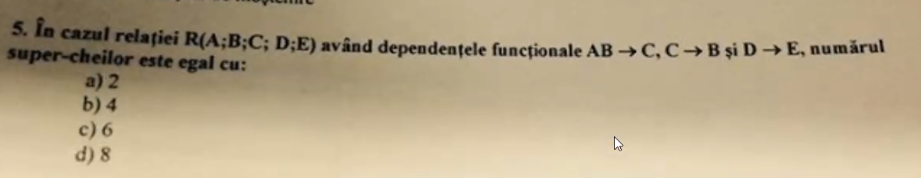 5. În cazul relației R(A;B;C; D;E) având dependențele funcționale AB → C, C → B și D → E, numărul
super-cheilor este egal cu:
a) 2
b) 4
c) 6
d) 8